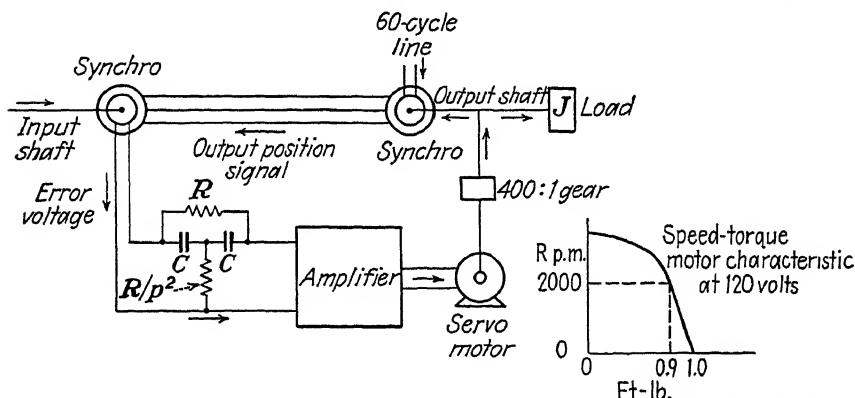 60-cycle
line
Synchro
Output shaft
J
Load
Input
shaft
Output position
signal
Synchro
Error
voltage
R
400:1 gear
C
C
R/p²
Amplifier
Servo
motor
R p.m.
2000
0
Speed-torque
motor characteristic
at 120 volts
0
0.9
1.0
Ft-lb.